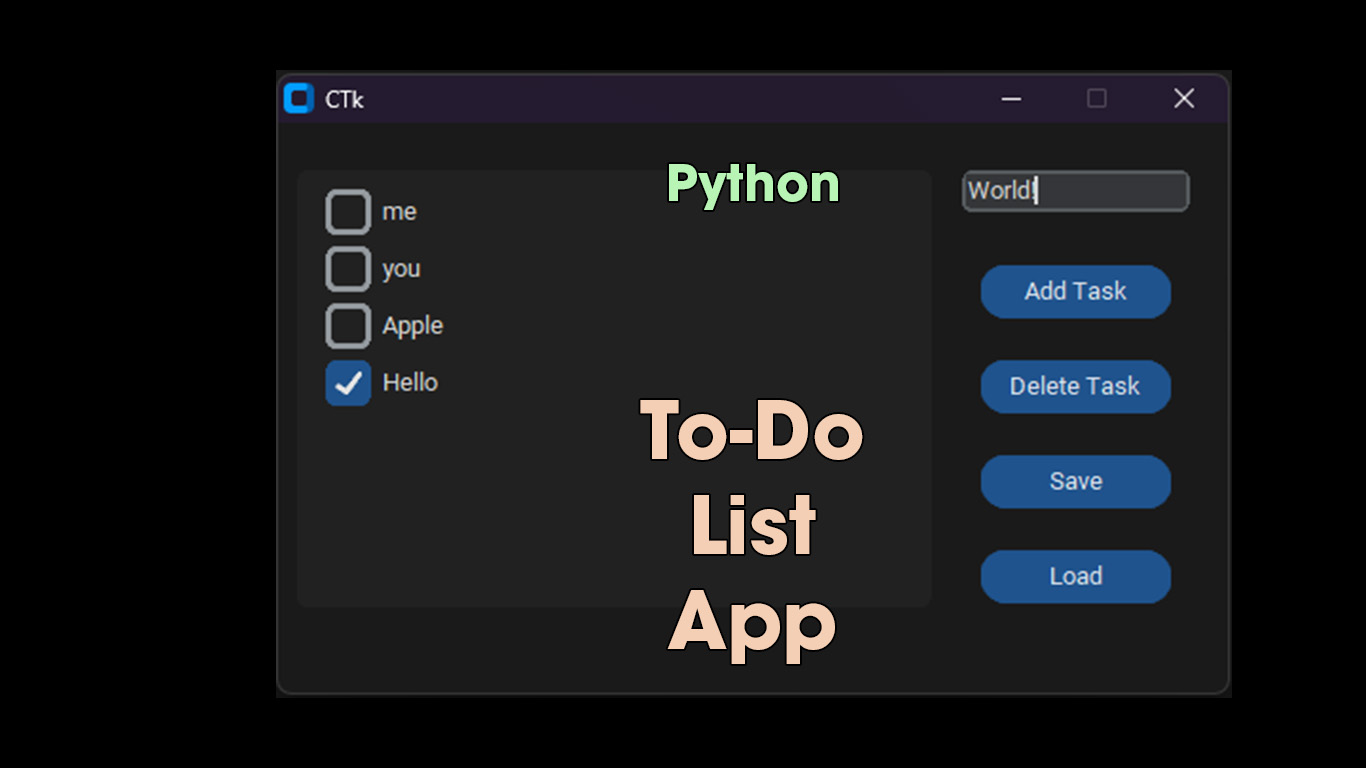 CTk
Python
World!
me
you
Apple
Hello
Add Task
Delete Task
Save
Load
To-Do
List
App